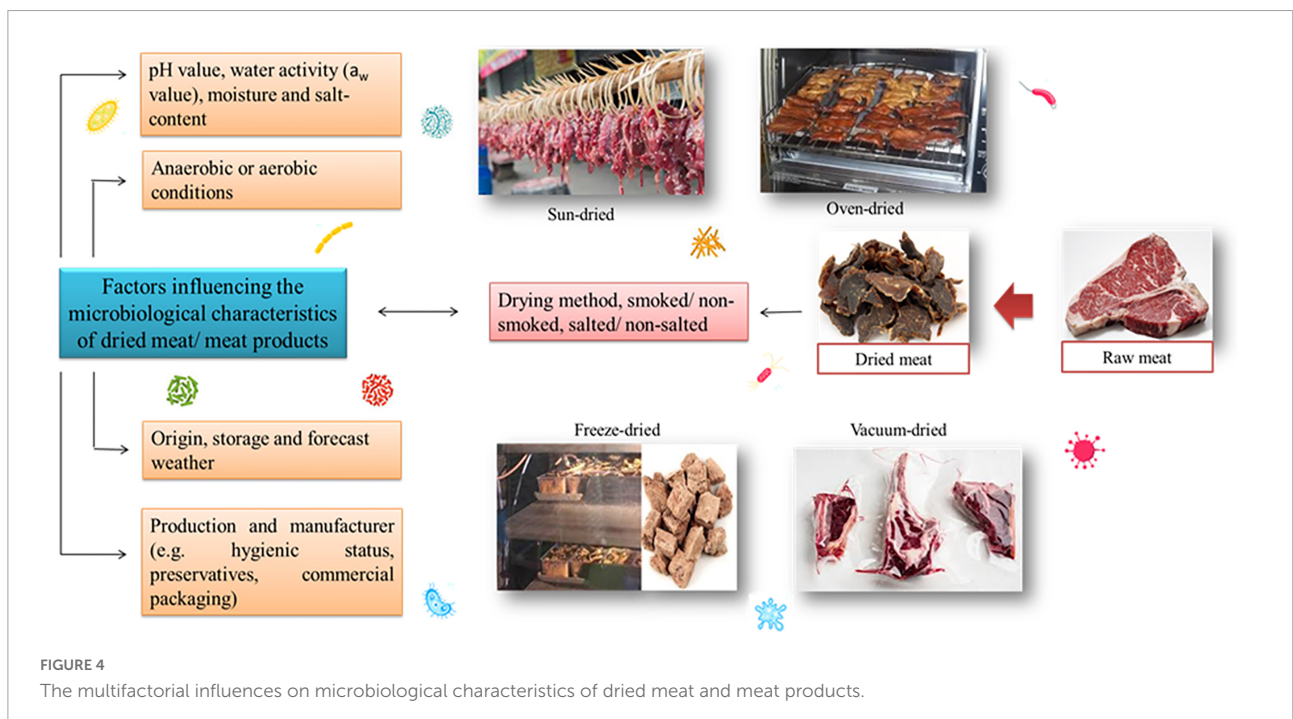 pH value, water activity (aw
value), moisture and salt-
content
Anaerobic or aerobic
conditions
Factors influencing the
microbiological characteristics
of dried meat/ meat products
Origin, storage and forecast
weather
Production and manufacturer
(e.g. hygienic status,
preservatives, commercial
packaging)
Sun-dried
Oven-dried
Drying method, smoked/ non-
smoked, salted/ non-salted
Dried meat
Raw meat
Freeze-dried
Vacuum-dried
FIGURE 4
The multifactorial influences on microbiological characteristics of dried meat and meat products.